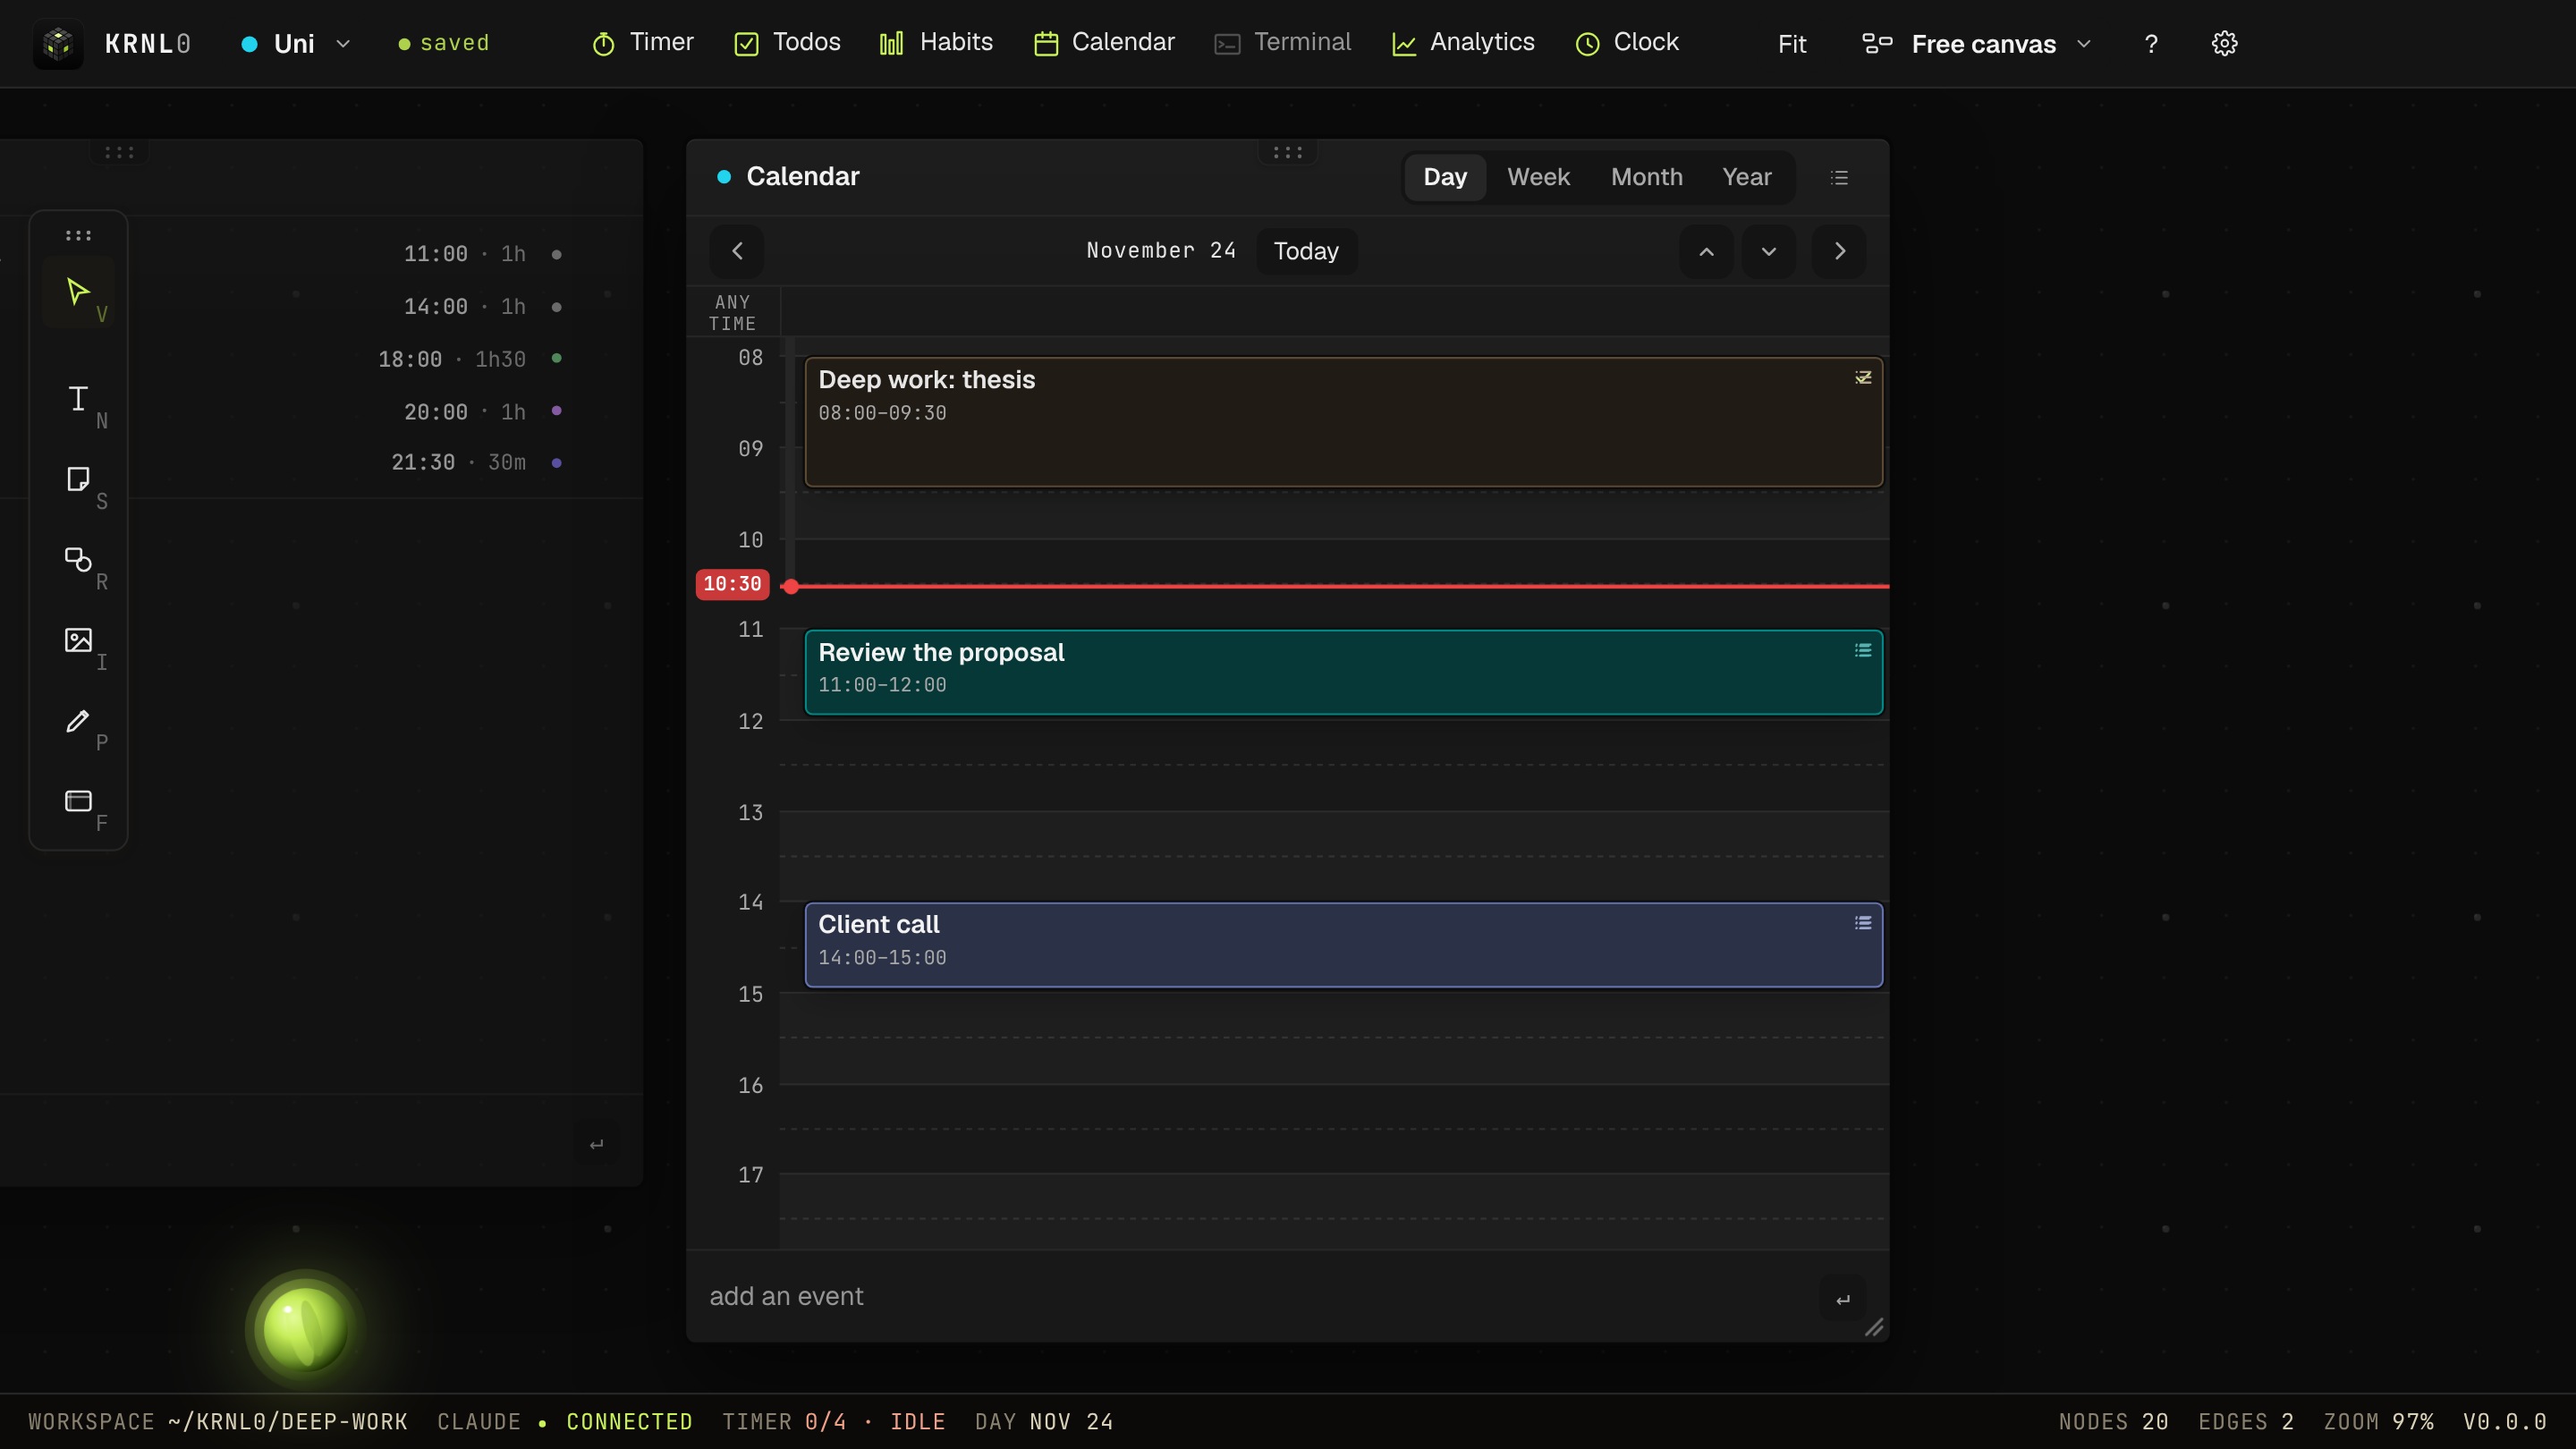 KRNL0 Uni saved Timer Todos Habits Calendar Terminal Analytics Clock Fit Free canvas ?
11:00 · 1h
14:00 · 1h
18:00 · 1h30
20:00 · 1h
21:30 · 30m
V
N
S
R
I
P
F
Calendar Day Week Month Year
November 24 Today
ANY
TIME
08
Deep work: thesis
08:00–09:30
09
10
10:30
11
Review the proposal
11:00–12:00
12
13
14
Client call
14:00–15:00
15
16
17
add an event
WORKSPACE ~/KRNL0/DEEP-WORK CLAUDE • CONNECTED TIMER 0/4 · IDLE DAY NOV 24 NODES 20 EDGES 2 ZOOM 97% V0.0.0